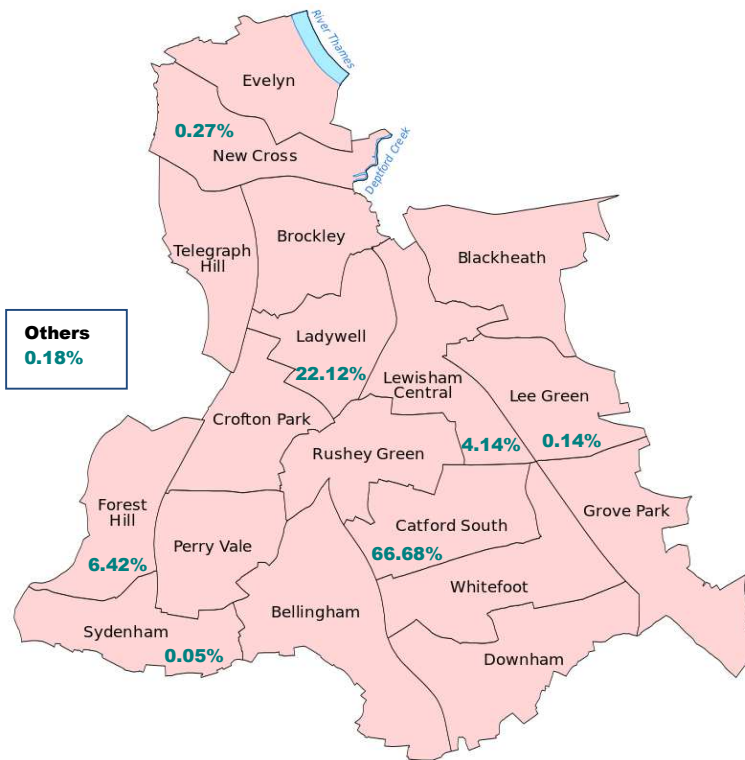 River Thames
Evelyn
0.27%
New Cross
Deptford Creek
Telegraph
Hill
Brockley
Blackheath
Others
0.18%
Ladywell
22.12%
Lewisham
Central
Lee Green
Crofton Park
4.14%
0.14%
Rushey Green
Forest
Hill
Grove Park
Catford South
Perry Vale
66.68%
6.42%
Whitefoot
Bellingham
Sydenham
0.05%
Downham